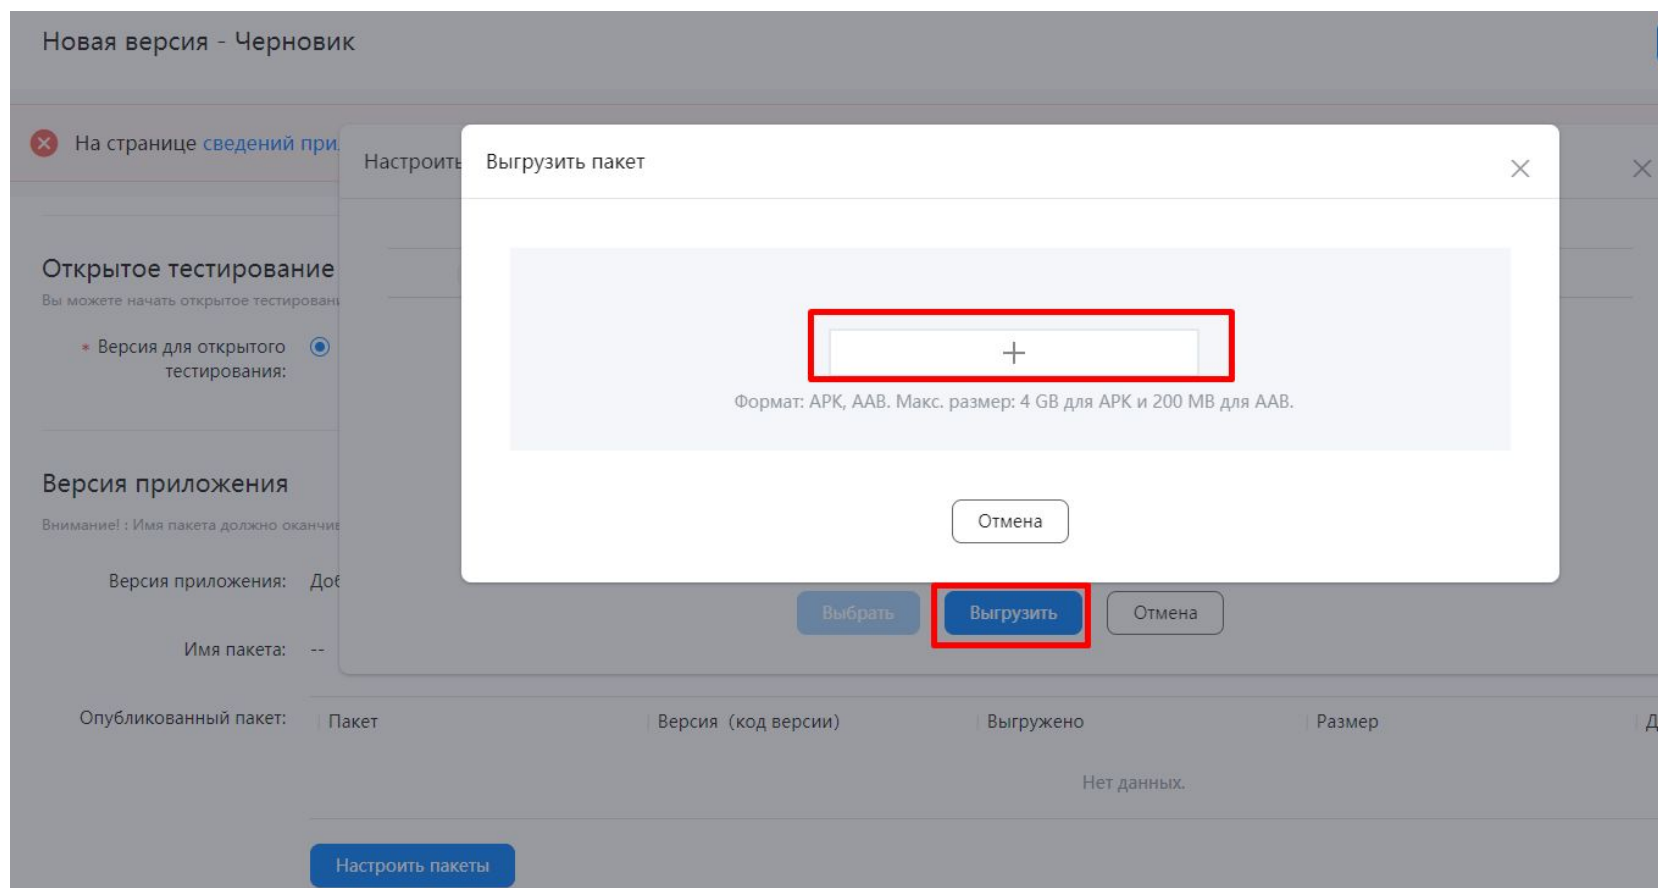 Новая версия - Черновик
На странице сведений при
Настроить
Выгрузить пакет
Открытое тестирование
Вы можете начать открытое
* Версия для открытого
тестирования:
+
Формат: APK, AAB. Макс. размер: 4 GB для APK и 200 MB для AAB.
Версия приложения
Отмена
Внимание! : Имя пакета должно
Версия приложения:
Выбрать
Выгрузить
Отмена
Имя пакета: --
Опубликованный пакет:
Пакет
Версия (код версии)
Выгружено
Размер
Нет данных.
Настроить пакеты